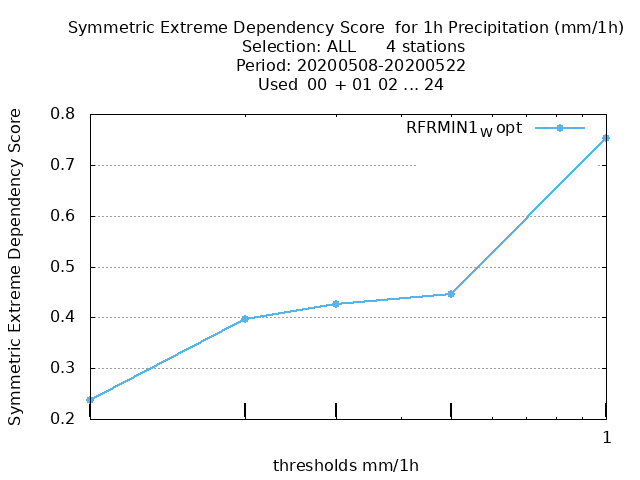 Symmetric Extreme Dependency Score  for 1h Precipitation (mm/1h)
Selection: ALL      4 stations
Period: 20200508-20200522
Used  00  + 01 02 ... 24
0.8
RFRMIN1_W opt
0.7
0.6
0.5
0.4
0.3
0.2
Symmetric Extreme Dependency Score
1
thresholds mm/1h